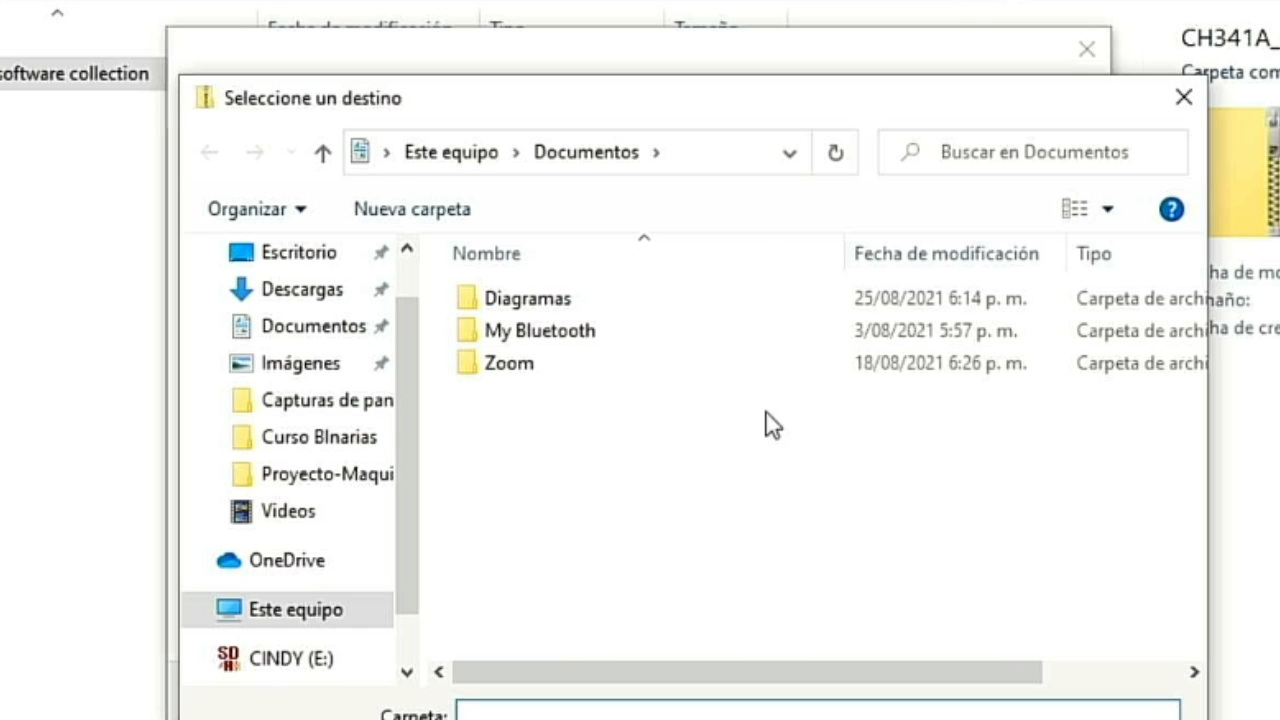 Fecha de modificación Tipo Tamaño
CH341A_
software collection
Carpeta com
Seleccione un destino
Este equipo > Documentos >
Buscar en Documentos
Organizar
Nueva carpeta
?
Nombre
Fecha de modificación
Tipo
Escritorio
Descargas
Documentos
Imágenes
Capturas de pan
Curso BInarias
Proyecto-Maqui
Videos
OneDrive
Este equipo
CINDY (E:)
Diagramas 25/08/2021 6:14 p. m. Carpeta de archi
My Bluetooth 3/08/2021 5:57 p. m. Carpeta de archi
Zoom 18/08/2021 6:26 p. m. Carpeta de archi
ha de mo
año:
ha de cre
Carpeta: